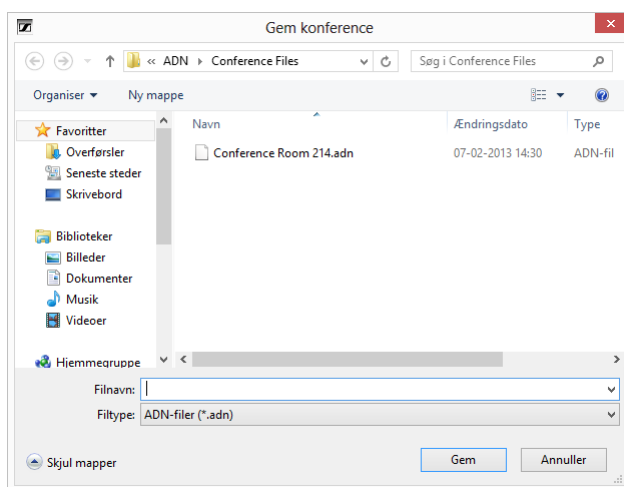 Gem konference
« ADN Conference Files
Søg i Conference Files
Organiser Ny mappe
Navn Ændringsdato Type
Favoritter
Overførsler
Seneste steder
Skrivebord
Conference Room 214.adn 07-02-2013 14:30 ADN-fil
Biblioteker
Billeder
Dokumenter
Musik
Videoer
Hjemmegruppe
Filnavn:
Filtype: ADN-filer (*.adn)
Skjul mapper Gem Annuller